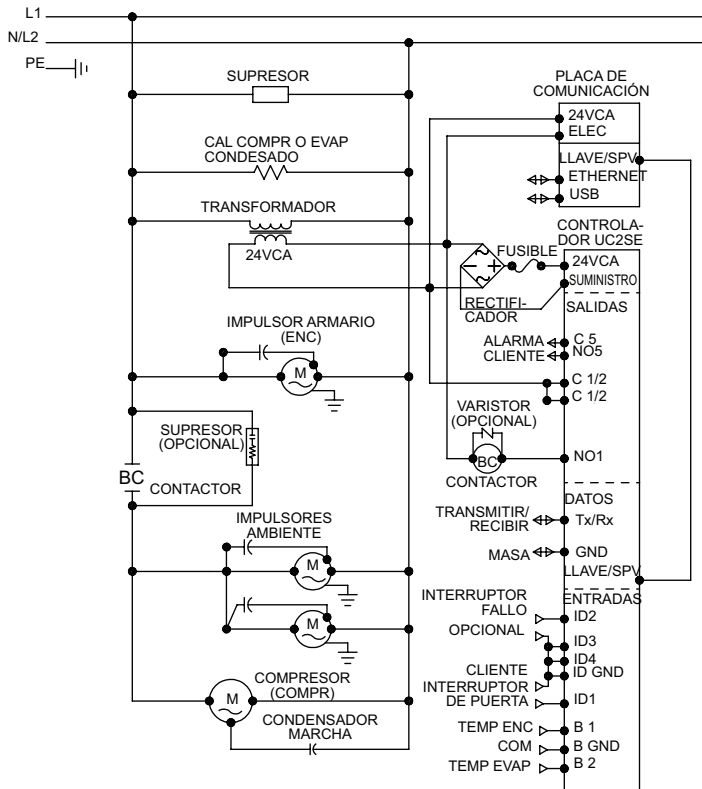 L1
N/L2
PE
SUPRESOR
CAL COMPR O EVAP
CONDESADO
TRANSFORMADOR
24VCA
IMPULSOR ARMARIO
(ENC)
M
SUPRESOR
(OPCIONAL)
BC
CONTACTOR
IMPULSORES
AMBIENTE
M
M
COMPRESOR
(COMPR)
M
CONDENSADOR
MARCHA
PLACA DE
COMUNICACIÓN
24VCA
ELEC
LLAVE/SPV
ETHERNET
USB
CONTROLA-
DOR UC2SE
FUSIBLE
24VCA
SUMINISTRO
RECTIFI-
CADOR
SALIDAS
ALARMA
CLIENTE
C 5
NO5
C 1/2
C 1/2
VARISTOR
(OPCIONAL)
BC
CONTACTOR
NO1
DATOS
TRANSMITIR/
RECIBIR
Tx/Rx
MASA
GND
LLAVE/SPV
ENTRADAS
INTERRUPTOR
FALLO
ID2
OPCIONAL
ID3
ID4
ID GND
CLIENTE
INTERRUPTOR
DE PUERTA
ID1
TEMP ENC
B 1
COM
B GND
TEMP EVAP
B 2